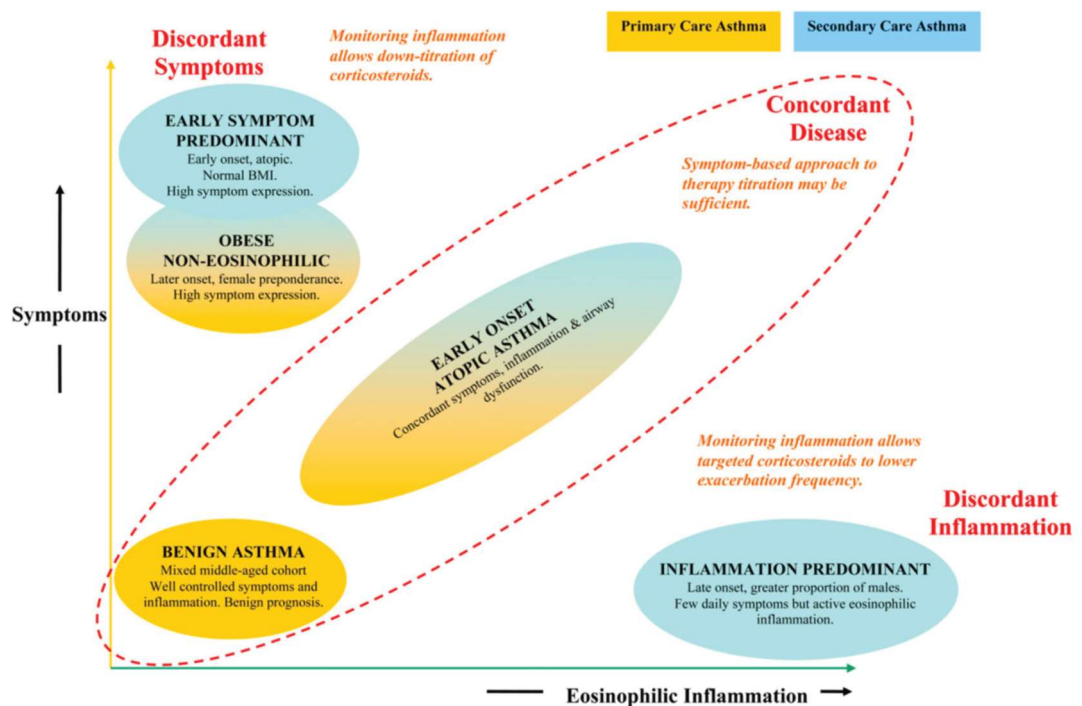 Primary Care Asthma
Secondary Care Asthma
Discordant
Symptoms
Monitoring inflammation
allows down-titration of
corticosteroids.
EARLY SYMPTOM
PREDOMINANT
Early onset, atopic.
Normal BMI.
High symptom expression.
OBESE
NON-EOSINOPHILIC
Later onset, female preponderance.
High symptom expression.
Symptoms
Concordant
Disease
Symptom-based approach to
therapy titration may be
sufficient.
EARLY ONSET
ATOPIC ASTHMA
Concordant symptoms, inflammation & airway
dysfunction.
Monitoring inflammation allows
targeted corticosteroids to lower
exacerbation frequency.
Discordant
Inflammation
BENIGN ASTHMA
Mixed middle-aged cohort
Well controlled symptoms and
inflammation. Benign prognosis.
INFLAMMATION PREDOMINANT
Late onset, greater proportion of males.
Few daily symptoms but active eosinophilic
inflammation.
Eosinophilic Inflammation